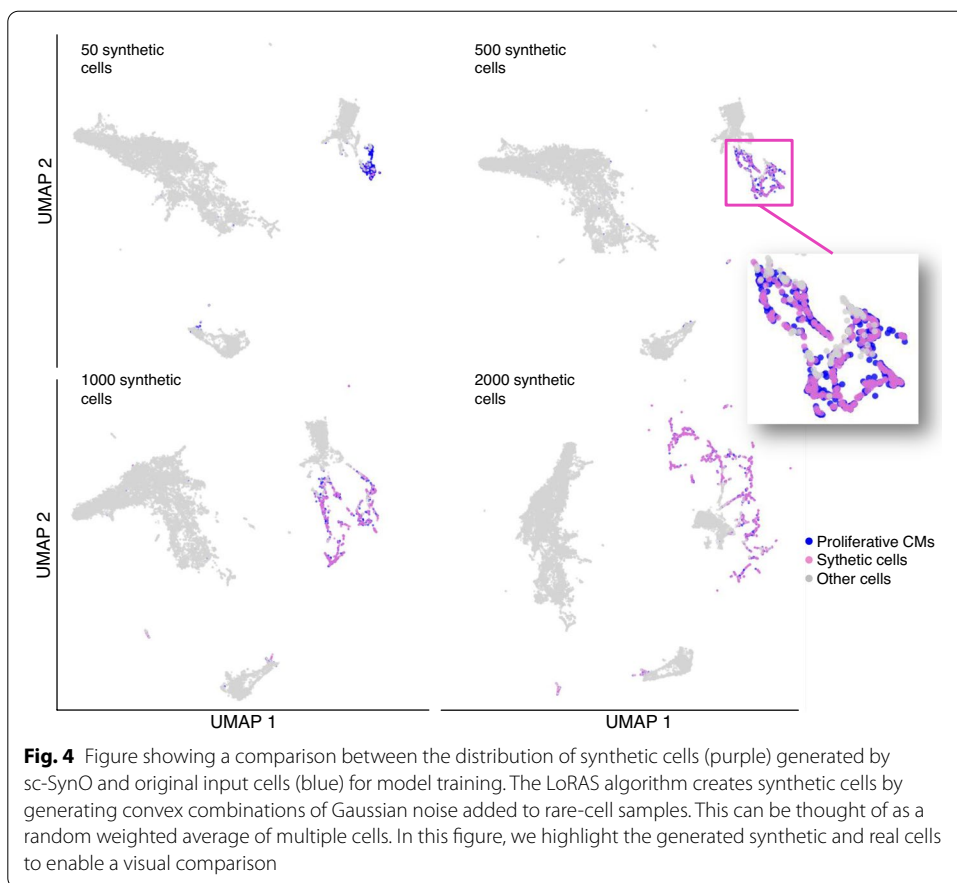 50 synthetic
cells
500 synthetic
cells
UMAP 2
1000 synthetic
cells
2000 synthetic
cells
UMAP 2
Proliferative CMs
Sythetic cells
Other cells
UMAP 1
UMAP 1
Fig. 4 Figure showing a comparison between the distribution of synthetic cells (purple) generated by
sc-SynO and original input cells (blue) for model training. The LoRAS algorithm creates synthetic cells by
generating convex combinations of Gaussian noise added to rare-cell samples. This can be thought of as a
random weighted average of multiple cells. In this figure, we highlight the generated synthetic and real cells
to enable a visual comparison